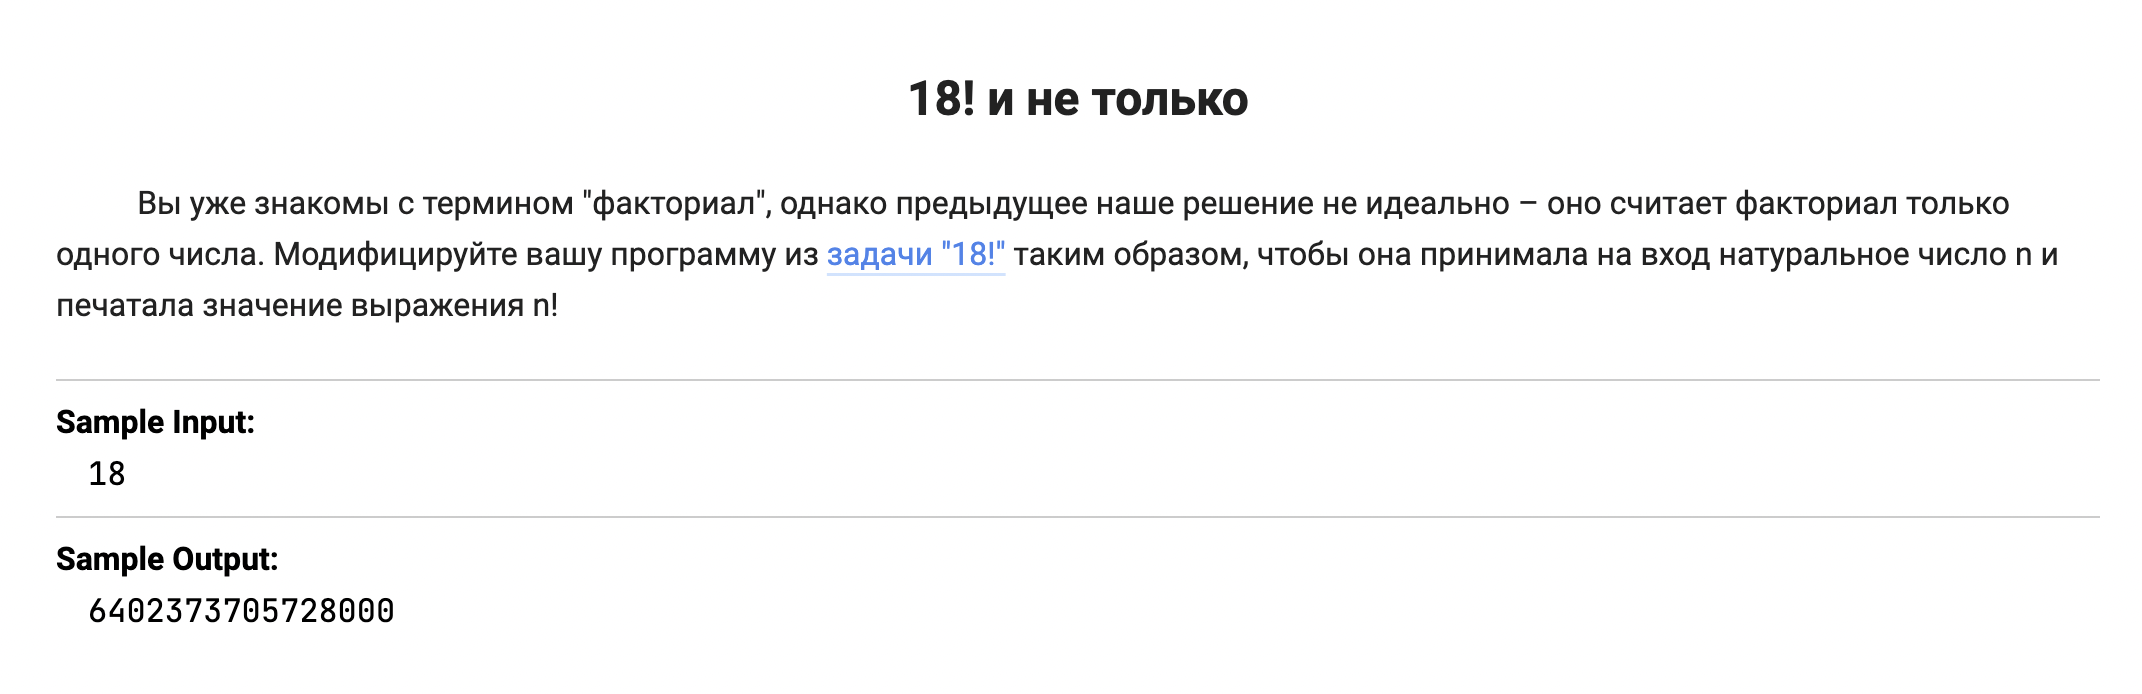 18! и не только
Вы уже знакомы с термином "факториал", однако предыдущее наше решение не идеально – оно считает факториал только
одного числа. Модифицируйте вашу программу из задачи "18!" таким образом, чтобы она принимала на вход натуральное число n и
печатала значение выражения n!
Sample Input:
18
Sample Output:
6402373705728000